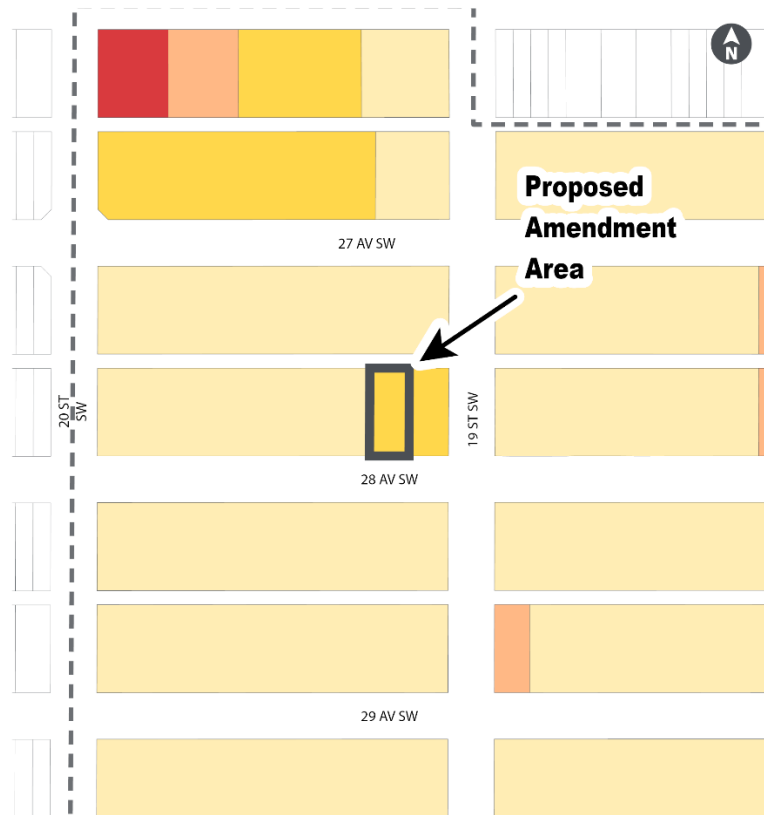 N
Proposed
Amendment
Area
27 AV SW
20 ST
SW
19 ST SW
28 AV SW
29 AV SW